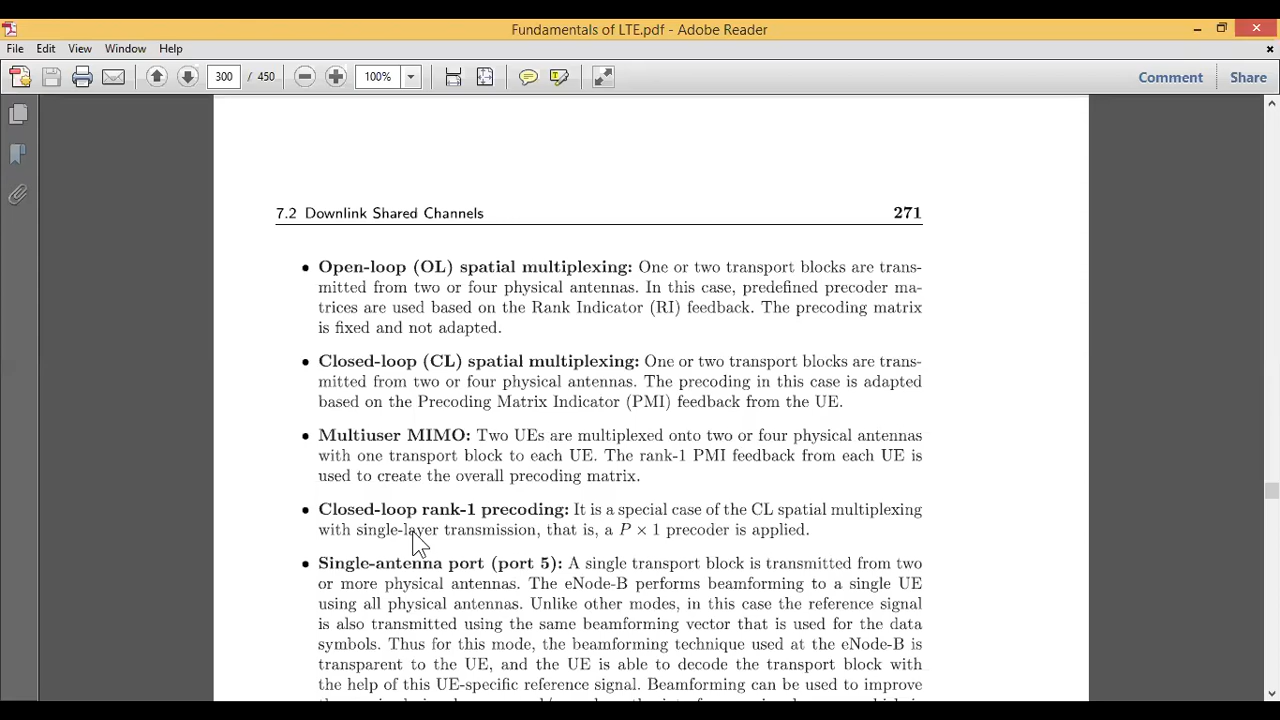 Fundamentals of LTE.pdf - Adobe Reader
File Edit View Window Help
300 / 450 100% Comment Share
7.2 Downlink Shared Channels 271
• Open-loop (OL) spatial multiplexing: One or two transport blocks are trans-
mitted from two or four physical antennas. In this case, predefined precoder ma-
trices are used based on the Rank Indicator (RI) feedback. The precoding matrix
is fixed and not adapted.
• Closed-loop (CL) spatial multiplexing: One or two transport blocks are trans-
mitted from two or four physical antennas. The precoding in this case is adapted
based on the Precoding Matrix Indicator (PMI) feedback from the UE.
• Multiuser MIMO: Two UEs are multiplexed onto two or four physical antennas
with one transport block to each UE. The rank-1 PMI feedback from each UE is
used to create the overall precoding matrix.
• Closed-loop rank-1 precoding: It is a special case of the CL spatial multiplexing
with single-layer transmission, that is, a P × 1 precoder is applied.
• Single-antenna port (port 5): A single transport block is transmitted from two
or more physical antennas. The eNode-B performs beamforming to a single UE
using all physical antennas. Unlike other modes, in this case the reference signal
is also transmitted using the same beamforming vector that is used for the data
symbols. Thus for this mode, the beamforming technique used at the eNode-B is
transparent to the UE, and the UE is able to decode the transport block with
the help of this UE-specific reference signal. Beamforming can be used to improve